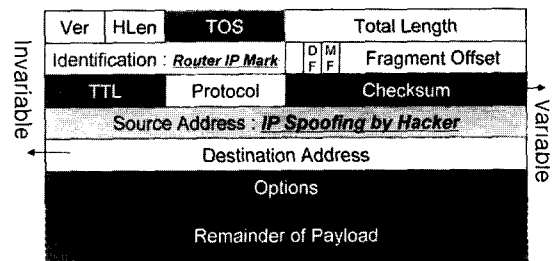 Ver HLen TOS Total Length
Identification : Router IP Mark D F M F Fragment Offset
TTL Protocol Checksum
Source Address : IP Spoofing by Hacker
Destination Address
Options
Remainder of Payload
Invariable
Variable